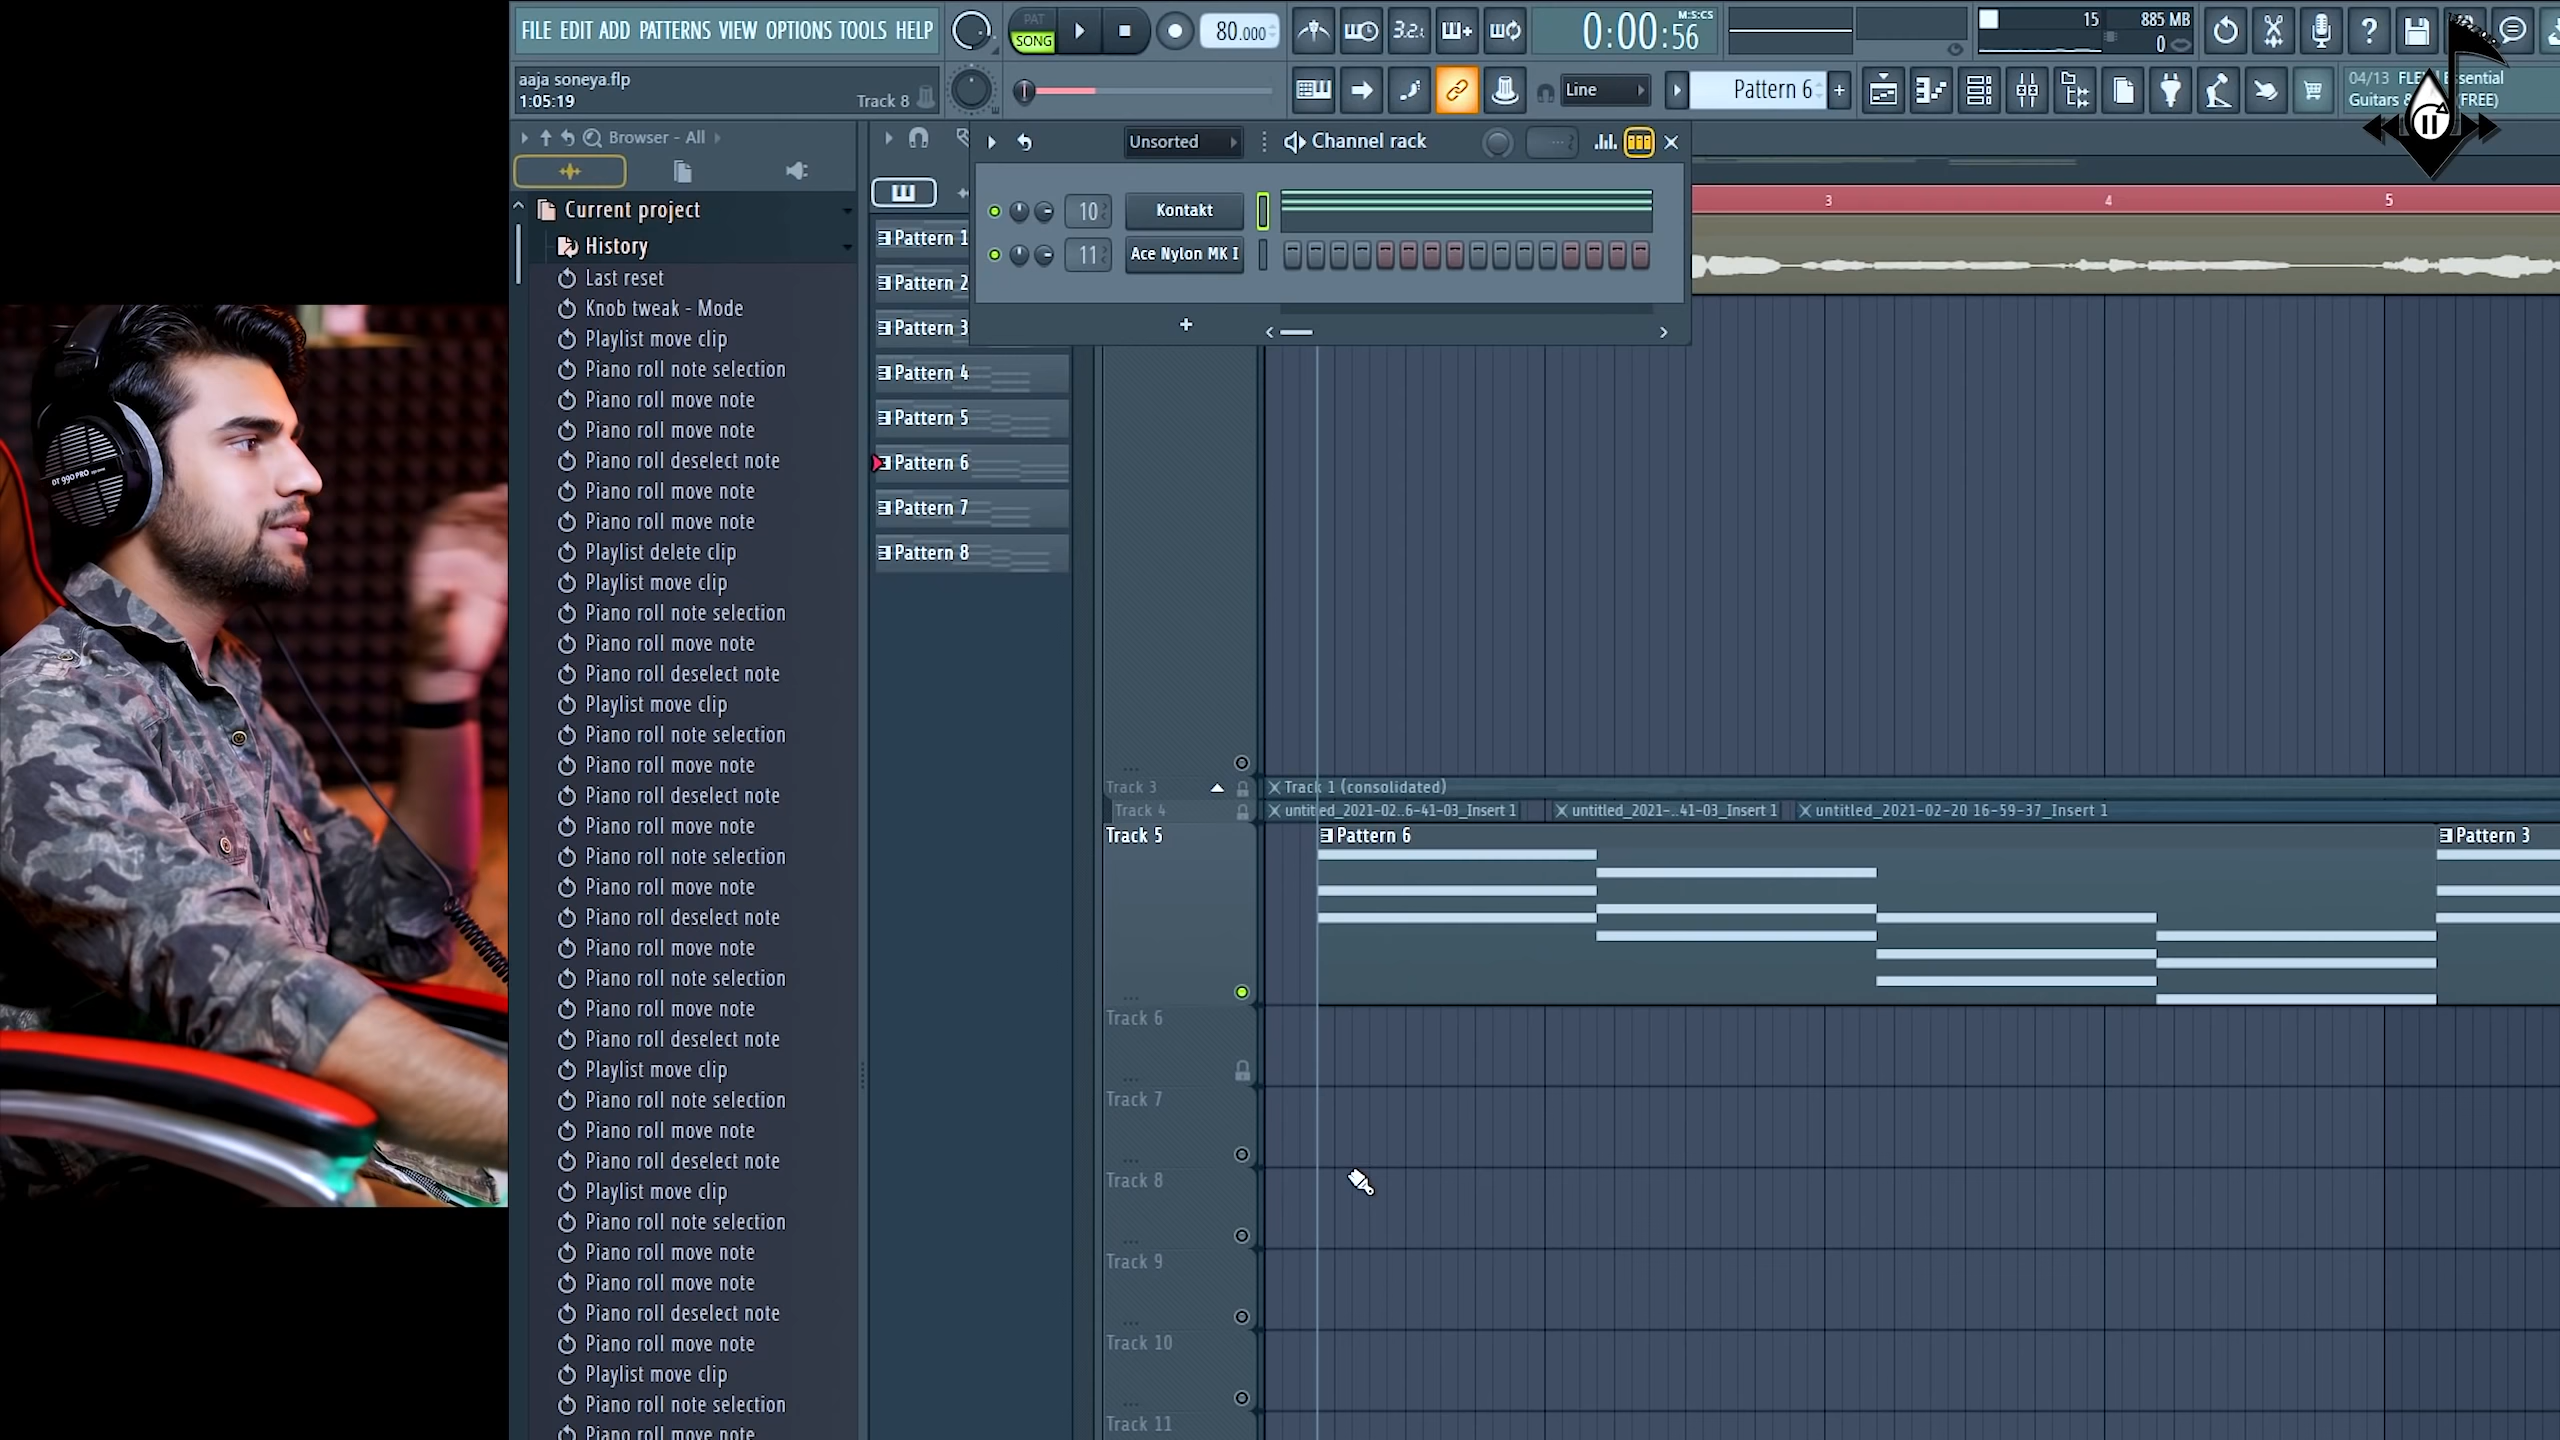 FILE EDIT ADD PATTERNS VIEW OPTIONS TOOLS HELP
PAT
SONG
80.000
3.2.
0:00:56
M:S:CS
15
885 MB
0
aaja soneya.flp
1:05:19
Track 8
Line
Pattern 6
+
04/13
Guitars
(FREE)
Browser - All
Unsorted
Channel rack
Current project
History
Last reset
Knob tweak - Mode
Playlist move clip
Piano roll note selection
Piano roll move note
Piano roll move note
Piano roll deselect note
Piano roll move note
Piano roll move note
Playlist delete clip
Playlist move clip
Piano roll note selection
Piano roll move note
Piano roll deselect note
Playlist move clip
Piano roll note selection
Piano roll move note
Piano roll deselect note
Piano roll move note
Piano roll note selection
Piano roll move note
Piano roll deselect note
Piano roll move note
Piano roll note selection
Piano roll move note
Piano roll deselect note
Playlist move clip
Piano roll note selection
Piano roll move note
Piano roll deselect note
Playlist move clip
Piano roll note selection
Piano roll move note
Piano roll move note
Piano roll deselect note
Piano roll move note
Playlist move clip
Piano roll note selection
Piano roll move note
Pattern 1
Pattern 2
Pattern 3
Pattern 4
Pattern 5
Pattern 6
Pattern 7
Pattern 8
10
Kontakt
11
Ace Nylon MK I
+
3
4
5
DT 990 PRO
Track 3
Track 1 (consolidated)
Track 4
untitled_2021-02..6-41-03_Insert 1
untitled_2021-..41-03_Insert 1
untitled_2021-02-20 16-59-37_Insert 1
Track 5
Pattern 6
Pattern 3
Track 6
Track 7
Track 8
Track 9
Track 10
Track 11